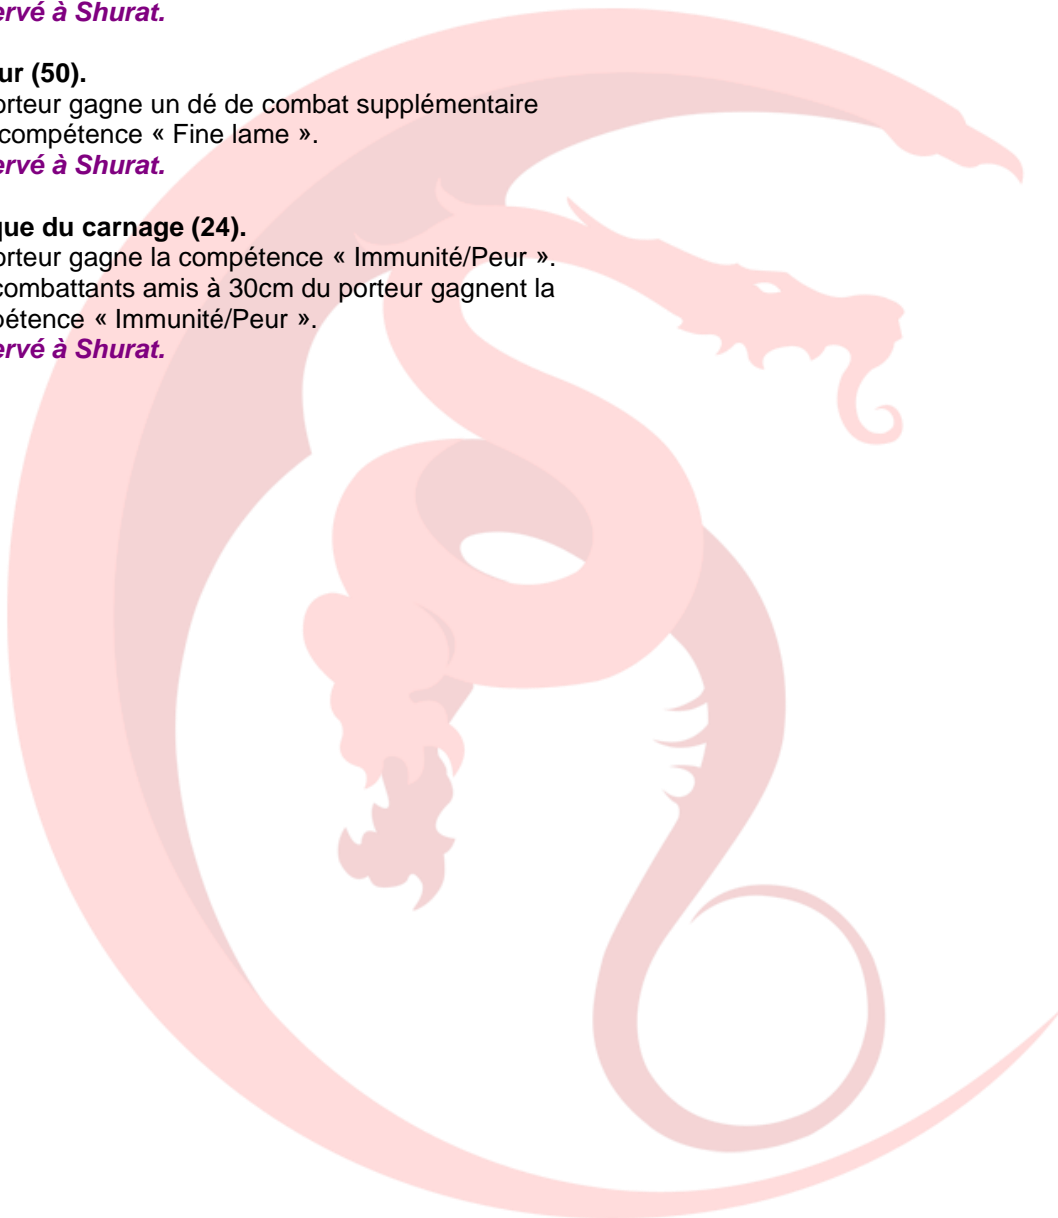 ervé à Shurat.
ur (50).
orteur gagne un dé de combat supplémentaire
compétence « Fine lame ».
ervé à Shurat.
que du carnage (24).
orteur gagne la compétence « Immunité/Peur ».
combattants amis à 30cm du porteur gagnent la
pétence « Immunité/Peur ».
ervé à Shurat.